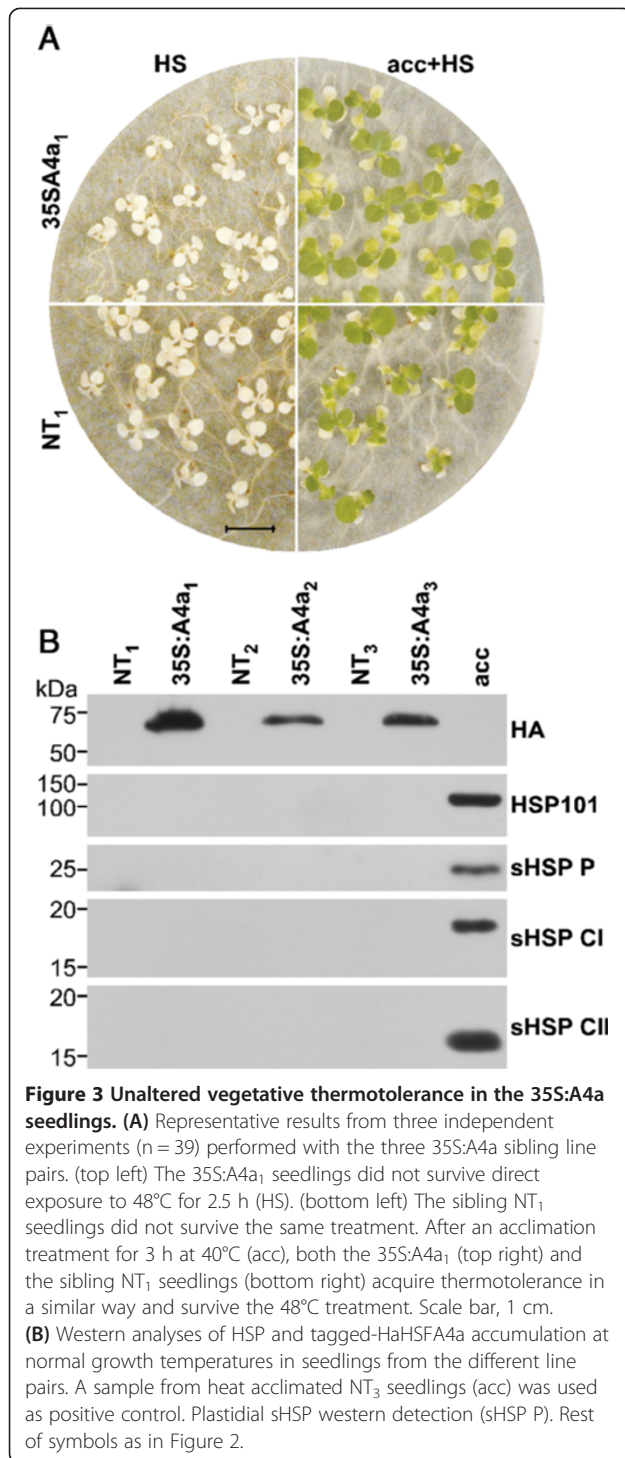 A
HS
acc+HS
35SA4a₁
NT₁
B
kDa
NT₁
35S:A4a₁
NT₂
35S:A4a₂
NT₃
35S:A4a₃
acc
75
50
HA
150
100
HSP101
25
sHSP P
20
15
sHSP CI
20
15
sHSP CII
Figure 3 Unaltered vegetative thermotolerance in the 35S:A4a
seedlings. (A) Representative results from three independent
experiments (n = 39) performed with the three 35S:A4a sibling line
pairs. (top left) The 35S:A4a₁ seedlings did not survive direct
exposure to 48°C for 2.5 h (HS). (bottom left) The sibling NT₁
seedlings did not survive the same treatment. After an acclimation
treatment for 3 h at 40°C (acc), both the 35S:A4a₁ (top right) and
the sibling NT₁ seedlings (bottom right) acquire thermotolerance in
a similar way and survive the 48°C treatment. Scale bar, 1 cm.
(B) Western analyses of HSP and tagged-HaHSFA4a accumulation at
normal growth temperatures in seedlings from the different line
pairs. A sample from heat acclimated NT₃ seedlings (acc) was used
as positive control. Plastidial sHSP western detection (sHSP P). Rest
of symbols as in Figure 2.